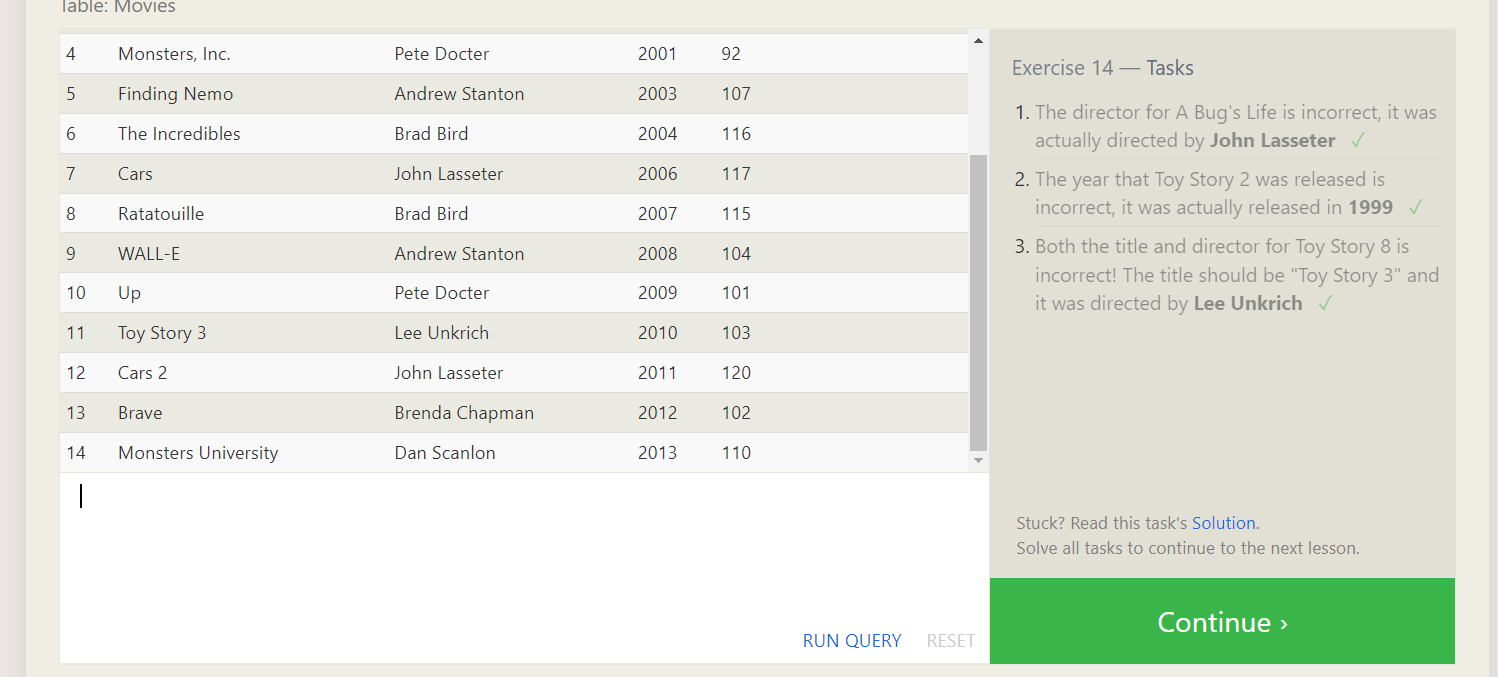 Table: Movies
4 Monsters, Inc. Pete Docter 2001 92
5 Finding Nemo Andrew Stanton 2003 107
6 The Incredibles Brad Bird 2004 116
7 Cars John Lasseter 2006 117
8 Ratatouille Brad Bird 2007 115
9 WALL-E Andrew Stanton 2008 104
10 Up Pete Docter 2009 101
11 Toy Story 3 Lee Unkrich 2010 103
12 Cars 2 John Lasseter 2011 120
13 Brave Brenda Chapman 2012 102
14 Monsters University Dan Scanlon 2013 110
RUN QUERY RESET
Exercise 14 — Tasks
1. The director for A Bug's Life is incorrect, it was
actually directed by John Lasseter ✓
2. The year that Toy Story 2 was released is
incorrect, it was actually released in 1999 ✓
3. Both the title and director for Toy Story 8 is
incorrect! The title should be "Toy Story 3" and
it was directed by Lee Unkrich ✓
Stuck? Read this task's Solution.
Solve all tasks to continue to the next lesson.
Continue ›